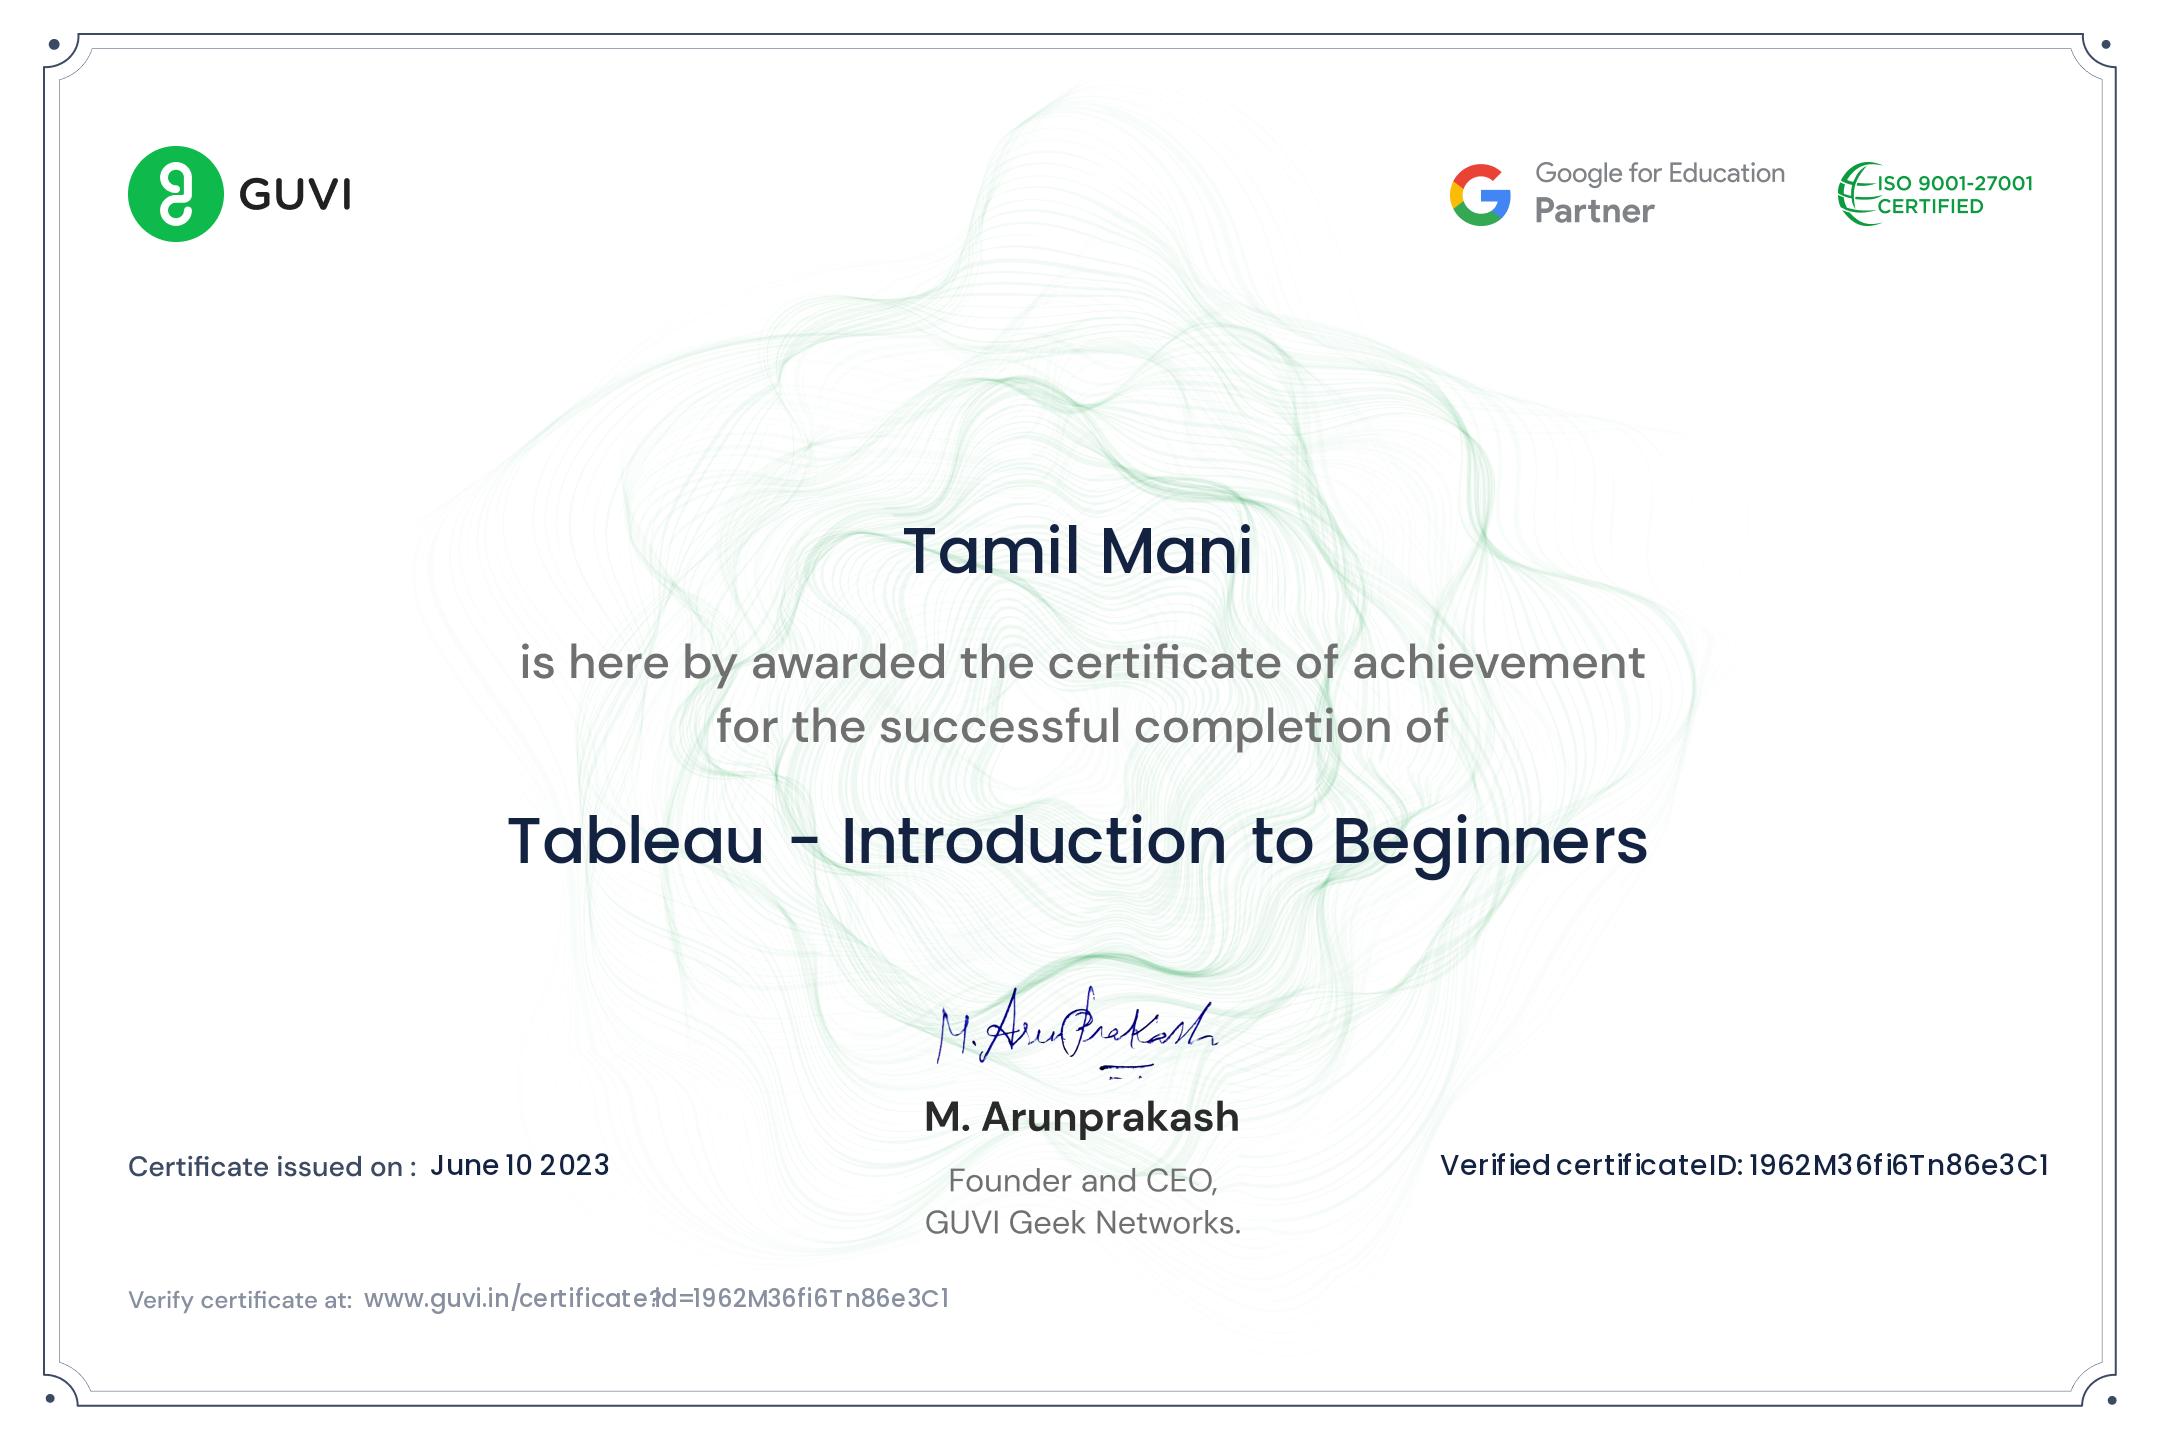 GUVI
Google for Education
Partner
ISO 9001-27001
CERTIFIED
Tamil Mani
is here by awarded the certificate of achievement
for the successful completion of
Tableau - Introduction to Beginners
M. ArunPrakash
M. Arunprakash
Founder and CEO,
GUVI Geek Networks.
Certificate issued on : June 10 2023
Verified certificate ID: 1962M36fi6Tn86e3C1
Verify certificate at: www.guvi.in/certificate?id=1962M36fi6Tn86e3C1